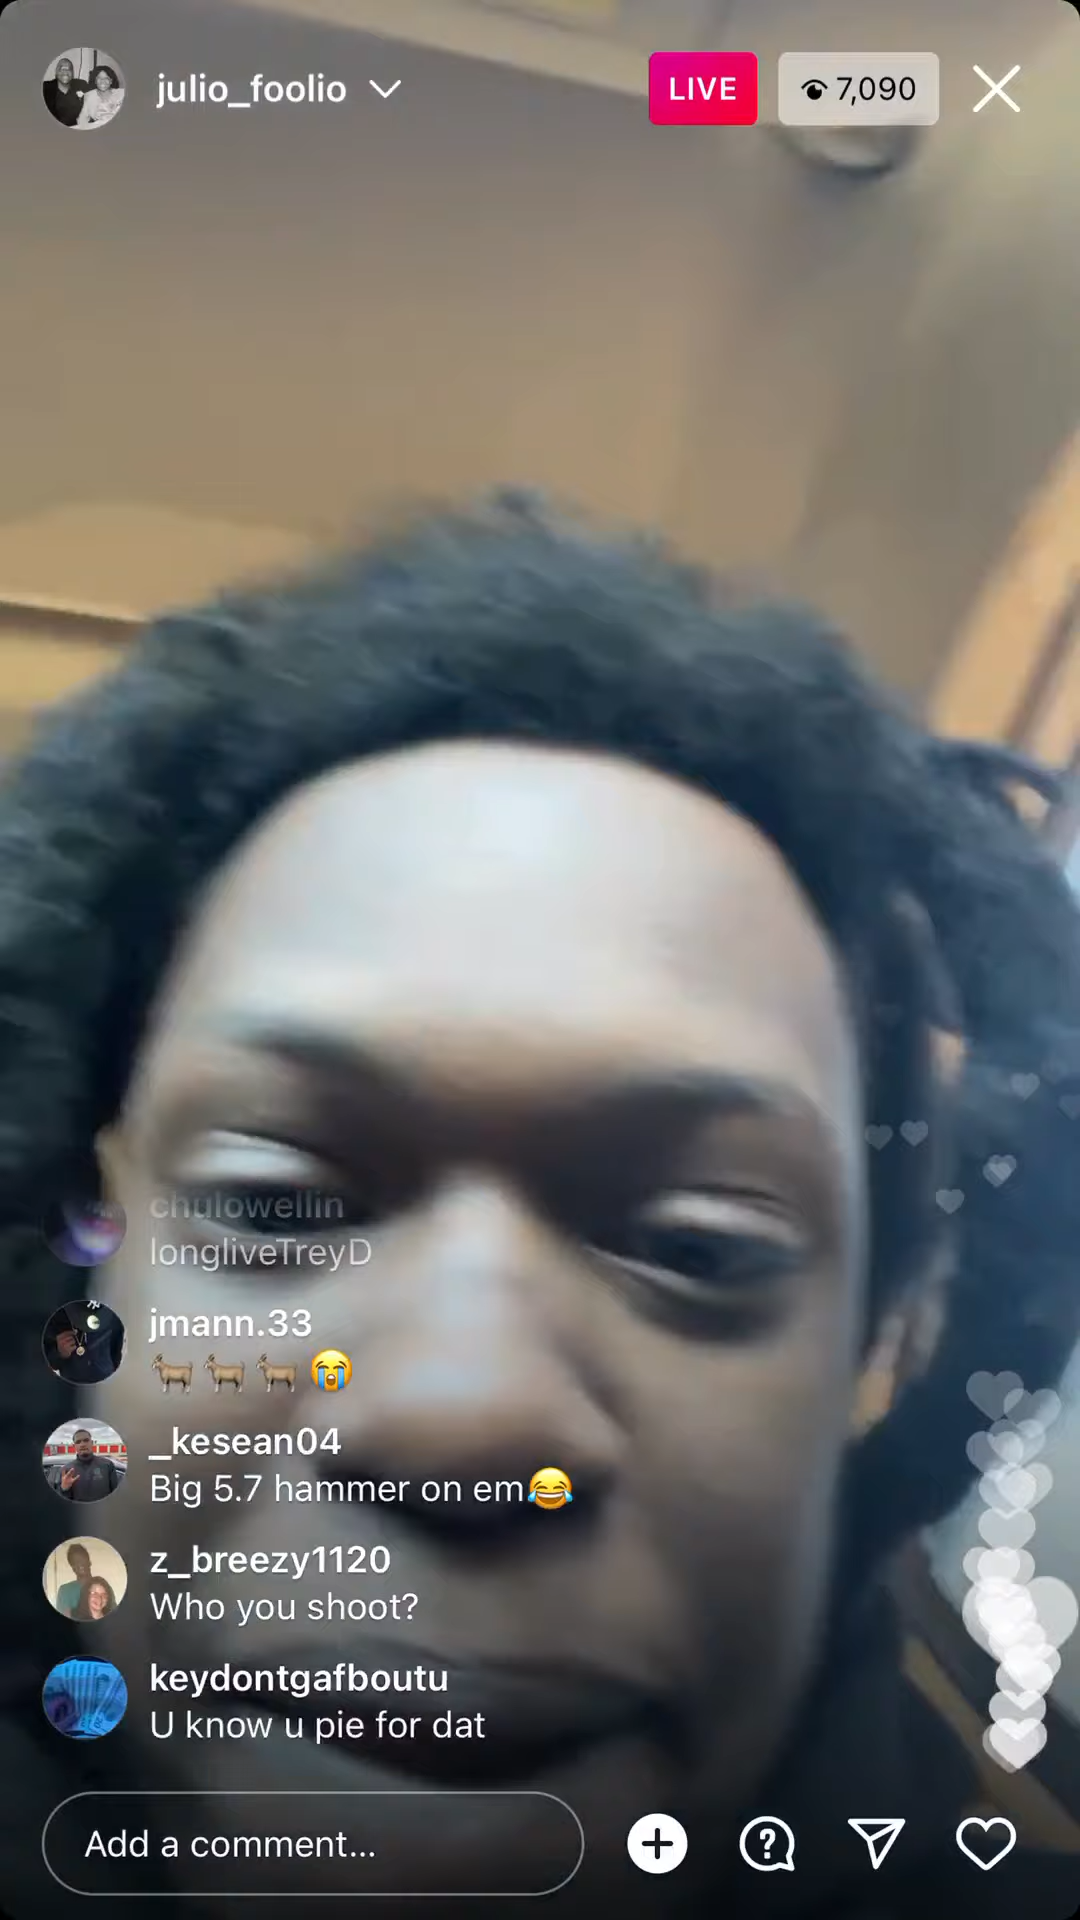 julio_foolio
LIVE
7,090
chulowellin
longliveTreyD
jmann.33
🐐🐐🐐😭
_kesean04
Big 5.7 hammer on em😂
z_breezy1120
Who you shoot?
keydontgafboutu
U know u pie for dat
Add a comment...